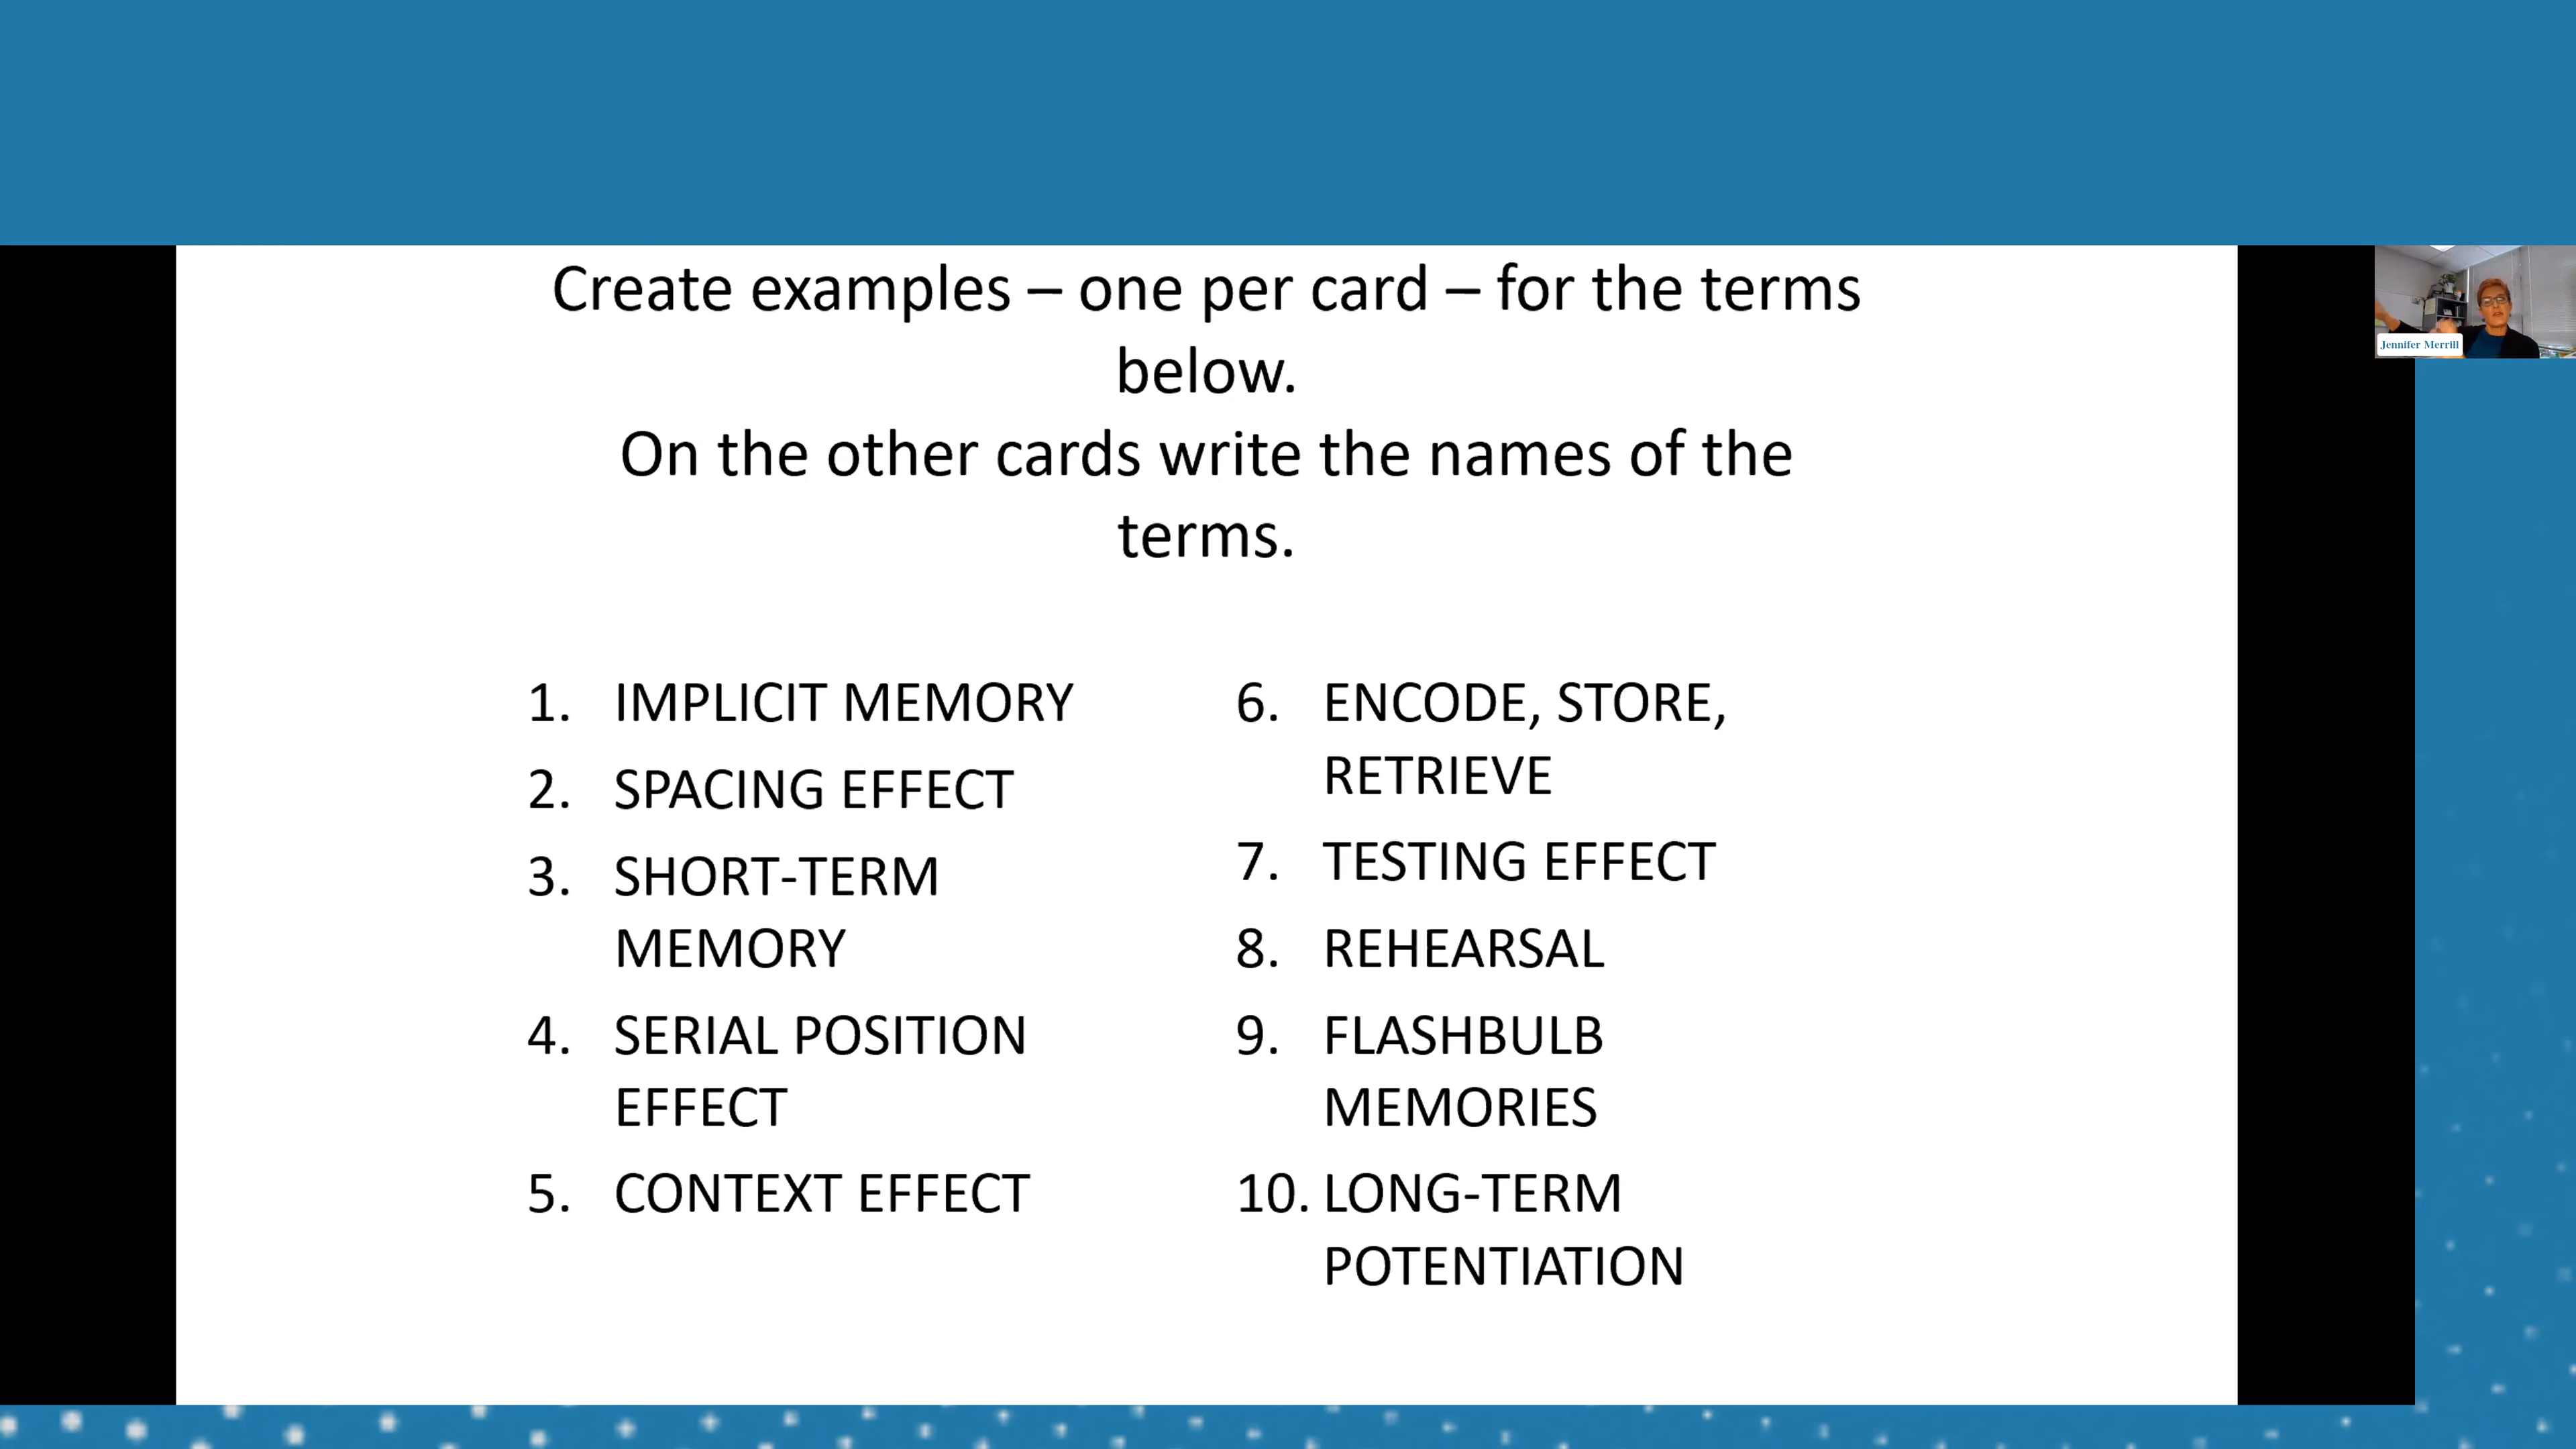 Create examples – one per card – for the terms
below.
On the other cards write the names of the
terms.
1. IMPLICIT MEMORY
2. SPACING EFFECT
3. SHORT-TERM
MEMORY
4. SERIAL POSITION
EFFECT
5. CONTEXT EFFECT
6. ENCODE, STORE,
RETRIEVE
7. TESTING EFFECT
8. REHEARSAL
9. FLASHBULB
MEMORIES
10. LONG-TERM
POTENTIATION
Jennifer Merrill